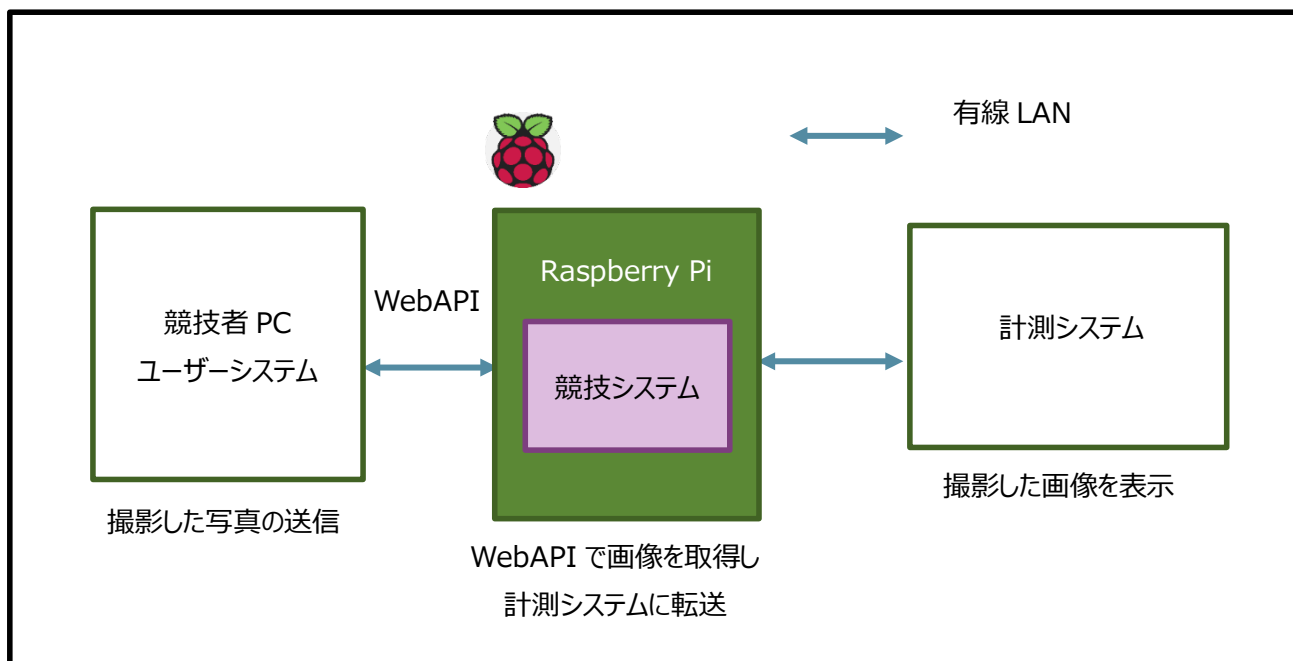 有線 LAN
競技者 PC
ユーザーシステム
WebAPI
Raspberry Pi
競技システム
計測システム
撮影した写真の送信
WebAPI で画像を取得し
計測システムに転送
撮影した画像を表示